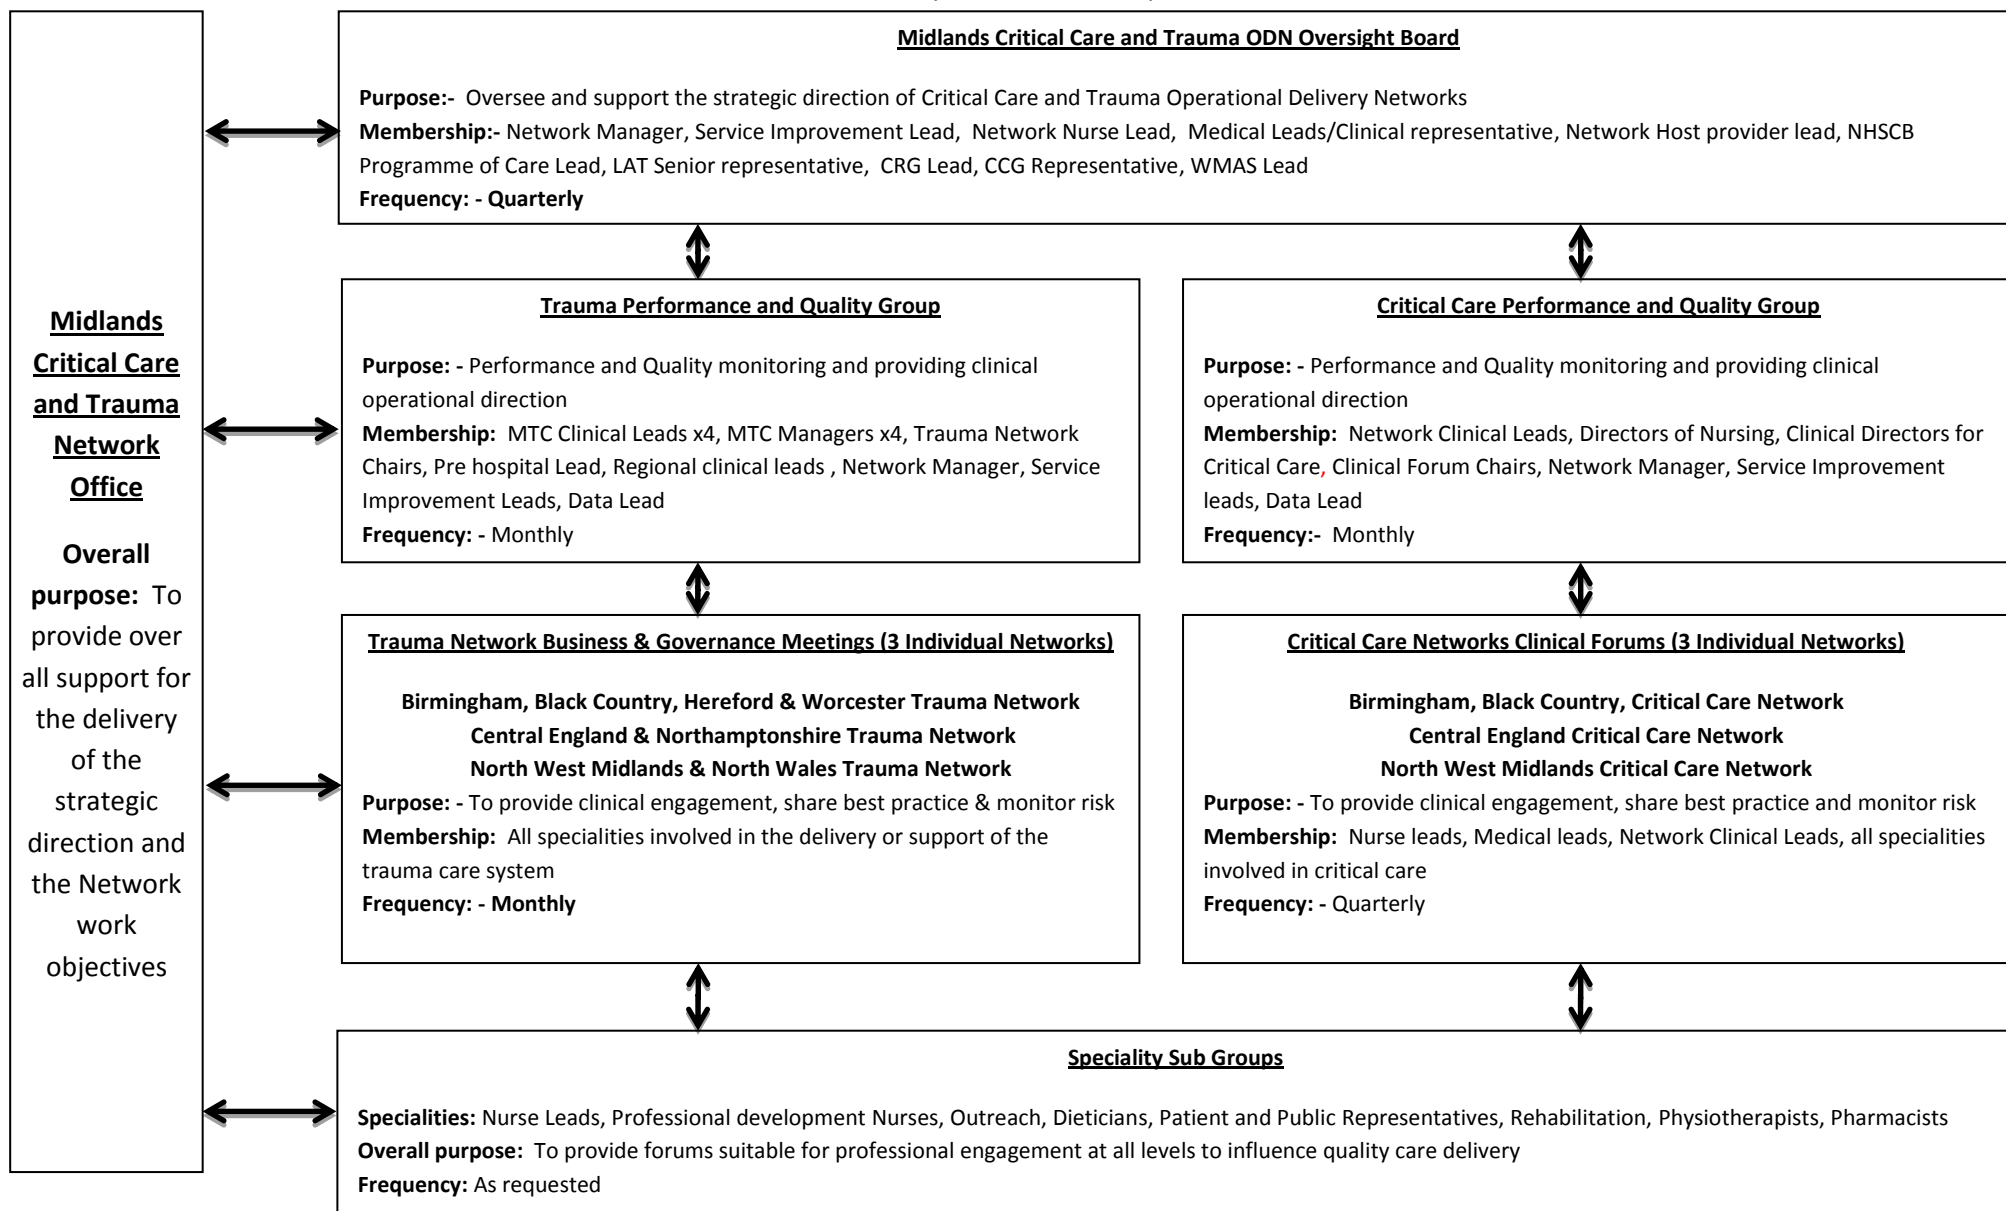 Midlands
Critical Care
and Trauma
Network
Office
Overall
purpose:  To
provide over
all support for
the delivery
of the
strategic
direction and
the Network
work
objectives
Midlands Critical Care and Trauma ODN Oversight Board
Purpose:-  Oversee and support the strategic direction of Critical Care and Trauma Operational Delivery Networks
Membership:- Network Manager, Service Improvement Lead,  Network Nurse Lead,  Medical Leads/Clinical representative, Network Host provider lead, NHSCB
Programme of Care Lead, LAT Senior representative,  CRG Lead, CCG Representative, WMAS Lead
Frequency: - Quarterly
Trauma Performance and Quality Group
Purpose: - Performance and Quality monitoring and providing clinical
operational direction
Membership:  MTC Clinical Leads x4, MTC Managers x4, Trauma Network
Chairs, Pre hospital Lead, Regional clinical leads , Network Manager, Service
Improvement Leads, Data Lead
Frequency: - Monthly
Critical Care Performance and Quality Group
Purpose: - Performance and Quality monitoring and providing clinical
operational direction
Membership:  Network Clinical Leads, Directors of Nursing, Clinical Directors for
Critical Care, Clinical Forum Chairs, Network Manager, Service Improvement
leads, Data Lead
Frequency:-  Monthly
Trauma Network Business & Governance Meetings (3 Individual Networks)
Birmingham, Black Country, Hereford & Worcester Trauma Network
Central England & Northamptonshire Trauma Network
North West Midlands & North Wales Trauma Network
Purpose: - To provide clinical engagement, share best practice & monitor risk
Membership:  All specialities involved in the delivery or support of the
trauma care system
Frequency: - Monthly
Critical Care Networks Clinical Forums (3 Individual Networks)
Birmingham, Black Country, Critical Care Network
Central England Critical Care Network
North West Midlands Critical Care Network
Purpose: - To provide clinical engagement, share best practice and monitor risk
Membership:  Nurse leads, Medical leads, Network Clinical Leads, all specialities
involved in critical care
Frequency: - Quarterly
Speciality Sub Groups
Specialities: Nurse Leads, Professional development Nurses, Outreach, Dieticians, Patient and Public Representatives, Rehabilitation, Physiotherapists, Pharmacists
Overall purpose:  To provide forums suitable for professional engagement at all levels to influence quality care delivery
Frequency: As requested